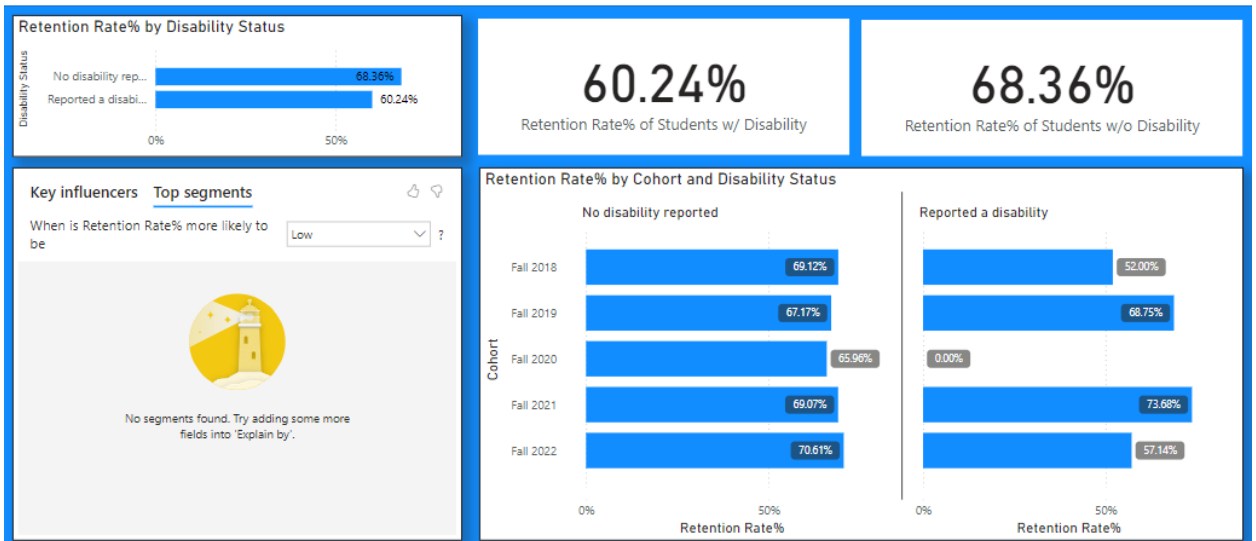 Retention Rate% by Disability Status
Disability Status
No disability rep...
68.36%
Reported a disabi...
60.24%
0%
50%
60.24%
Retention Rate% of Students w/ Disability
68.36%
Retention Rate% of Students w/o Disability
Key influencers Top segments
When is Retention Rate% more likely to
be
Low
?
No segments found. Try adding some more
fields into 'Explain by'.
Retention Rate% by Cohort and Disability Status
No disability reported
Reported a disability
Cohort
Fall 2018
69.12%
52.00%
Fall 2019
67.17%
68.75%
Fall 2020
65.96%
0.00%
Fall 2021
69.07%
73.68%
Fall 2022
70.61%
57.14%
0%
50%
0%
50%
Retention Rate%
Retention Rate%